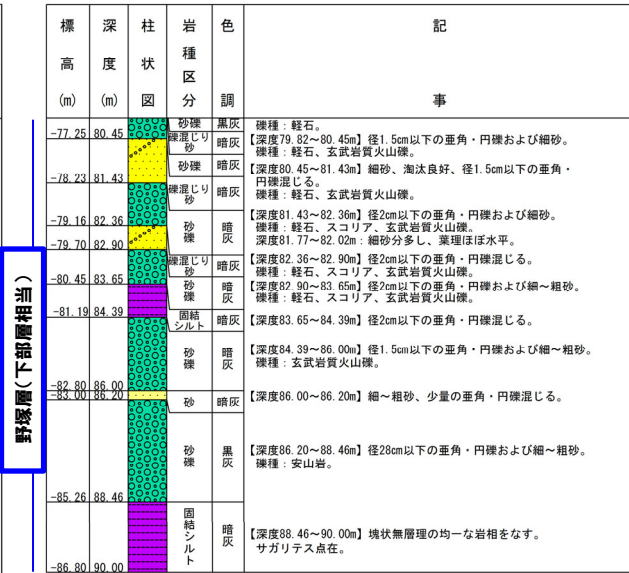 標高(m)
深度(m)
柱状図
岩種区分
色調
記事
砂礫 黒灰 礫種：軽石。
-77.25 80.45
礫混じり砂 暗灰 【深度79.82～80.45m】径1.5cm以下の亜角・円礫および細砂。
礫種：軽石、玄武岩質火山礫。
砂礫 暗灰 【深度80.45～81.43m】細砂、淘汰良好、径1.5cm以下の亜角・
円礫混じる。
-78.23 81.43
礫混じり砂 暗灰 礫種：軽石、玄武岩質火山礫。
【深度81.43～82.36m】径2cm以下の亜角・円礫および細砂。
-79.16 82.36
砂礫 暗灰 礫種：軽石、スコリア、玄武岩質火山礫。
深度81.77～82.02m：細砂分多し、葉理ほぼ水平。
-79.70 82.90
礫混じり砂 暗灰 【深度82.36～82.90m】径2cm以下の亜角・円礫混じる。
礫種：軽石、スコリア、玄武岩質火山礫。
-80.45 83.65
砂礫 暗灰 【深度82.90～83.65m】径2cm以下の亜角・円礫および細～粗砂。
礫種：軽石、スコリア、玄武岩質火山礫。
-81.19 84.39
固結シルト 暗灰 【深度83.65～84.39m】径2cm以下の亜角・円礫混じる。
砂礫 暗灰 【深度84.39～86.00m】径1.5cm以下の亜角・円礫および細～粗砂。
礫種：玄武岩質火山礫。
-82.80 86.00
-83.00 86.20
砂 暗灰 【深度86.00～86.20m】細～粗砂、少量の亜角・円礫混じる。
砂礫 黒灰 【深度86.20～88.46m】径28cm以下の亜角・円礫および細～粗砂。
礫種：安山岩。
-85.26 88.46
固結シルト 暗灰 【深度88.46～90.00m】塊状無層理の均一な岩相をなす。
サガリテス点在。
-86.80 90.00
野塚層(下部層相当)